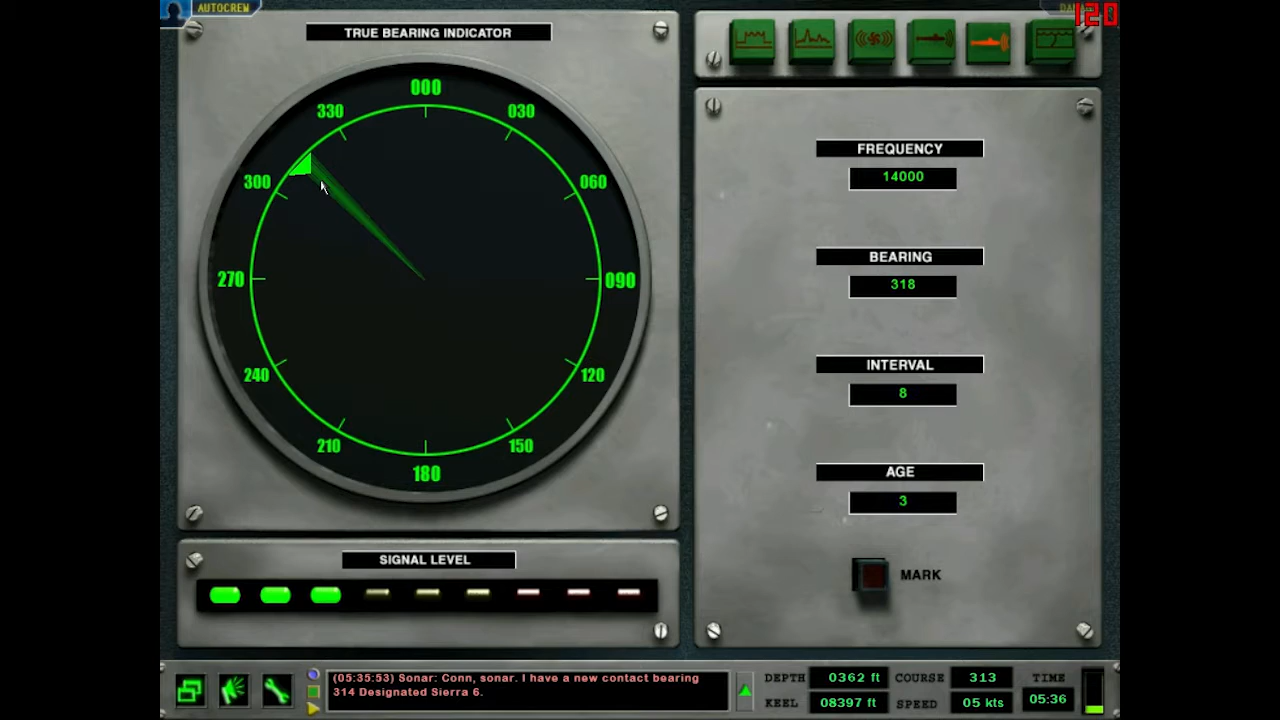 AUTOCREW
120
TRUE BEARING INDICATOR
000
330
030
300
060
270
090
240
120
210
150
180
SIGNAL LEVEL
FREQUENCY
14000
BEARING
318
INTERVAL
8
AGE
3
MARK
(05:35:53) Sonar: Conn, sonar. I have a new contact bearing
314 Designated Sierra 6.
DEPTH 0362 ft COURSE 313 TIME
KEEL 08397 ft SPEED 05 kts 05:36